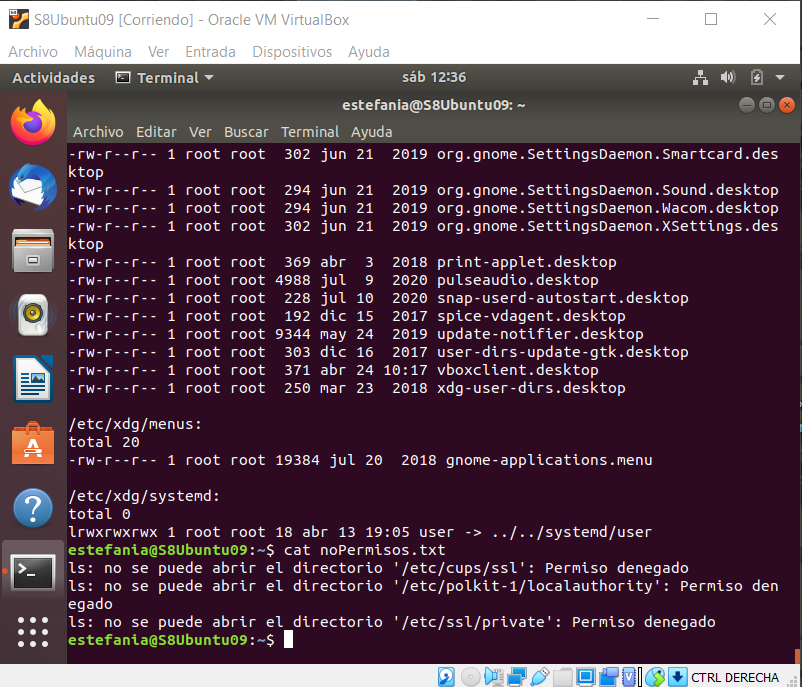 S8Ubuntu09 [Corriendo] - Oracle VM VirtualBox
Archivo Máquina Ver Entrada Dispositivos Ayuda
Actividades Terminal sáb 12:36
estefania@S8Ubuntu09: ~
Archivo Editar Ver Buscar Terminal Ayuda
-rw-r--r-- 1 root root  302 jun 21  2019 org.gnome.SettingsDaemon.Smartcard.des
ktop
-rw-r--r-- 1 root root  294 jun 21  2019 org.gnome.SettingsDaemon.Sound.desktop
-rw-r--r-- 1 root root  294 jun 21  2019 org.gnome.SettingsDaemon.Wacom.desktop
-rw-r--r-- 1 root root  302 jun 21  2019 org.gnome.SettingsDaemon.XSettings.des
ktop
-rw-r--r-- 1 root root  369 abr  3  2018 print-applet.desktop
-rw-r--r-- 1 root root 4988 jul  9  2020 pulseaudio.desktop
-rw-r--r-- 1 root root  228 jul 10  2020 snap-userd-autostart.desktop
-rw-r--r-- 1 root root  192 dic 15  2017 spice-vdagent.desktop
-rw-r--r-- 1 root root 9344 may 24  2019 update-notifier.desktop
-rw-r--r-- 1 root root  303 dic 16  2017 user-dirs-update-gtk.desktop
-rw-r--r-- 1 root root  371 abr 24 10:17 vboxclient.desktop
-rw-r--r-- 1 root root  250 mar 23  2018 xdg-user-dirs.desktop
/etc/xdg/menus:
total 20
-rw-r--r-- 1 root root 19384 jul 20  2018 gnome-applications.menu
/etc/xdg/systemd:
total 0
lrwxrwxrwx 1 root root 18 abr 13 19:05 user -> ../../systemd/user
estefania@S8Ubuntu09:~$ cat noPermisos.txt
ls: no se puede abrir el directorio '/etc/cups/ssl': Permiso denegado
ls: no se puede abrir el directorio '/etc/polkit-1/localauthority': Permiso den
egado
ls: no se puede abrir el directorio '/etc/ssl/private': Permiso denegado
estefania@S8Ubuntu09:~$
CTRL DERECHA